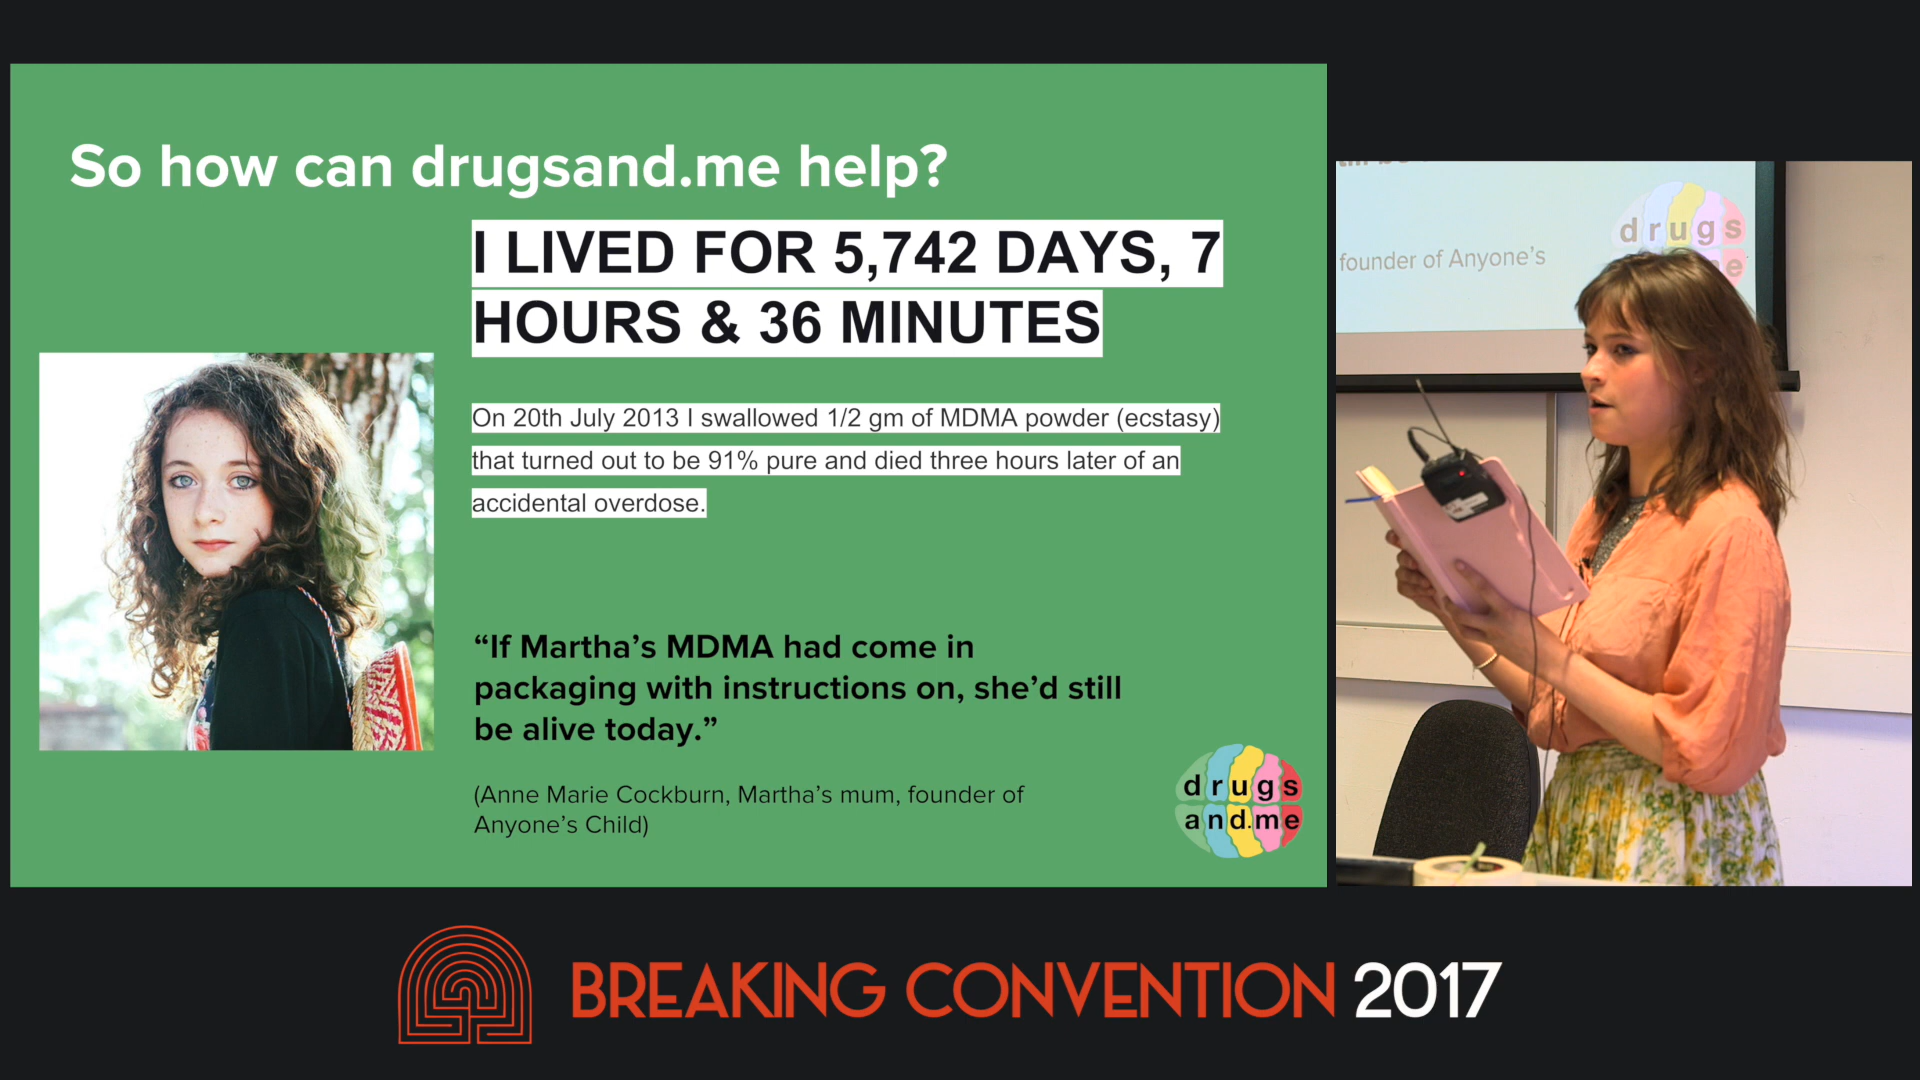 So how can drugsand.me help?
I LIVED FOR 5,742 DAYS, 7
HOURS & 36 MINUTES
On 20th July 2013 I swallowed 1/2 gm of MDMA powder (ecstasy)
that turned out to be 91% pure and died three hours later of an
accidental overdose.
“If Martha’s MDMA had come in
packaging with instructions on, she’d still
be alive today.”
(Anne Marie Cockburn, Martha’s mum, founder of
Anyone’s Child)
drugs
and.me
drugs
founder of Anyone’s
BREAKING CONVENTION 2017